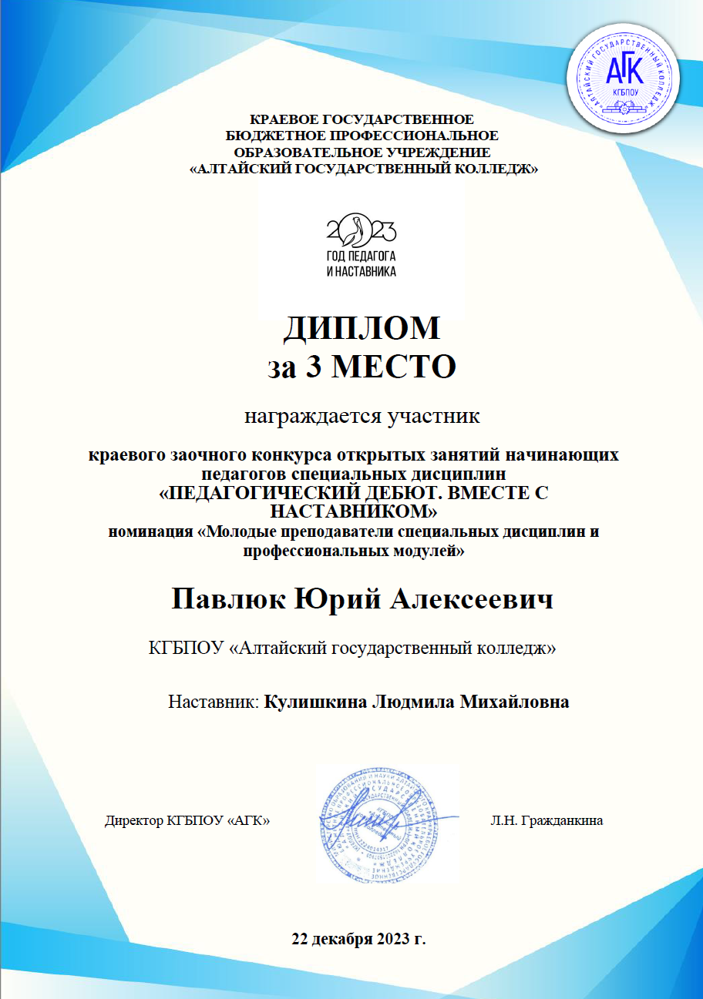 АЛТАЙСКИЙ ГОСУДАРСТВЕННЫЙ КОЛЛЕДЖ
АГК
КГБПОУ
КРАЕВОЕ ГОСУДАРСТВЕННОЕ
БЮДЖЕТНОЕ ПРОФЕССИОНАЛЬНОЕ
ОБРАЗОВАТЕЛЬНОЕ УЧРЕЖДЕНИЕ
«АЛТАЙСКИЙ ГОСУДАРСТВЕННЫЙ КОЛЛЕДЖ»
2023
ГОД ПЕДАГОГА
И НАСТАВНИКА
ДИПЛОМ
за 3 МЕСТО
награждается участник
краевого заочного конкурса открытых занятий начинающих
педагогов специальных дисциплин
«ПЕДАГОГИЧЕСКИЙ ДЕБЮТ. ВМЕСТЕ С
НАСТАВНИКОМ»
номинация «Молодые преподаватели специальных дисциплин и
профессиональных модулей»
Павлюк Юрий Алексеевич
КГБПОУ «Алтайский государственный колледж»
Наставник: Кулишкина Людмила Михайловна
Директор КГБПОУ «АГК»
Л.Н. Гражданкина
22 декабря 2023 г.